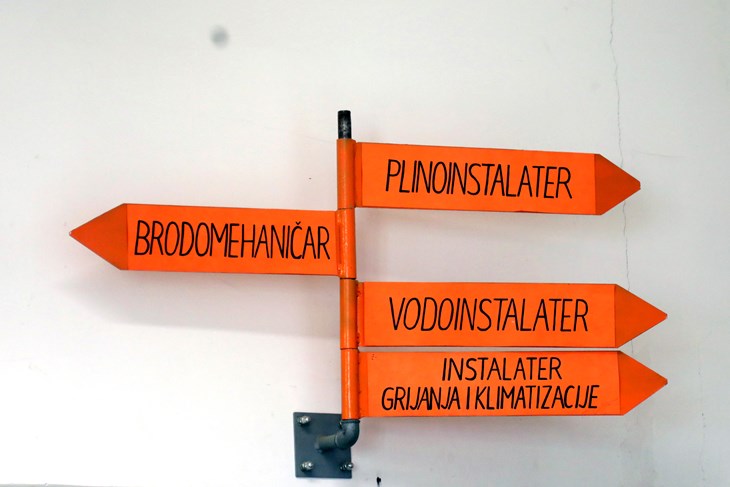 PLINOINSTALATER
BRODOMEHANIČAR
VODOINSTALATER
INSTALATER
GRIJANJA I KLIMATIZACIJE